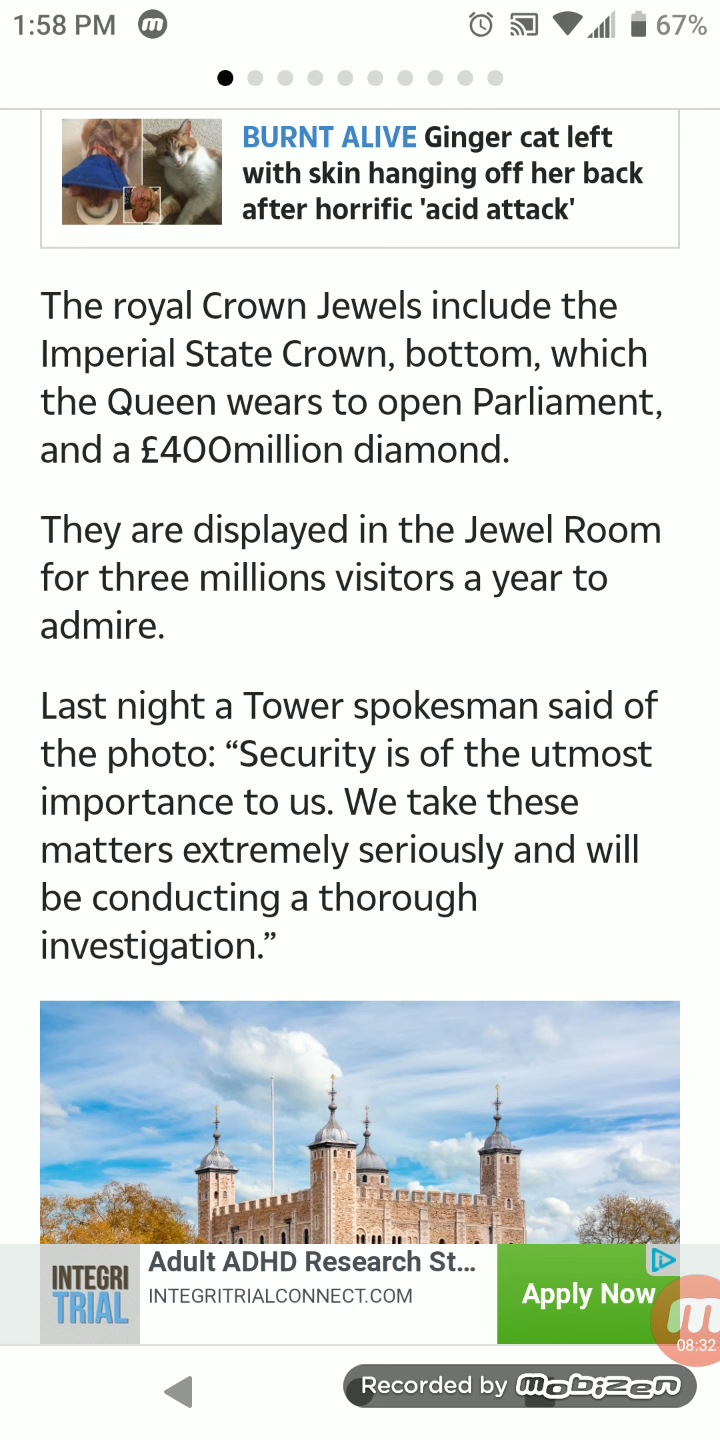 1:58 PM m 67%
BURNT ALIVE Ginger cat left
with skin hanging off her back
after horrific 'acid attack'
The royal Crown Jewels include the
Imperial State Crown, bottom, which
the Queen wears to open Parliament,
and a £400million diamond.
They are displayed in the Jewel Room
for three millions visitors a year to
admire.
Last night a Tower spokesman said of
the photo: “Security is of the utmost
importance to us. We take these
matters extremely seriously and will
be conducting a thorough
investigation.”
INTEGRI
TRIAL
Adult ADHD Research St...
INTEGRITRIALCONNECT.COM
Apply Now
m
08:32
Recorded by mobizen